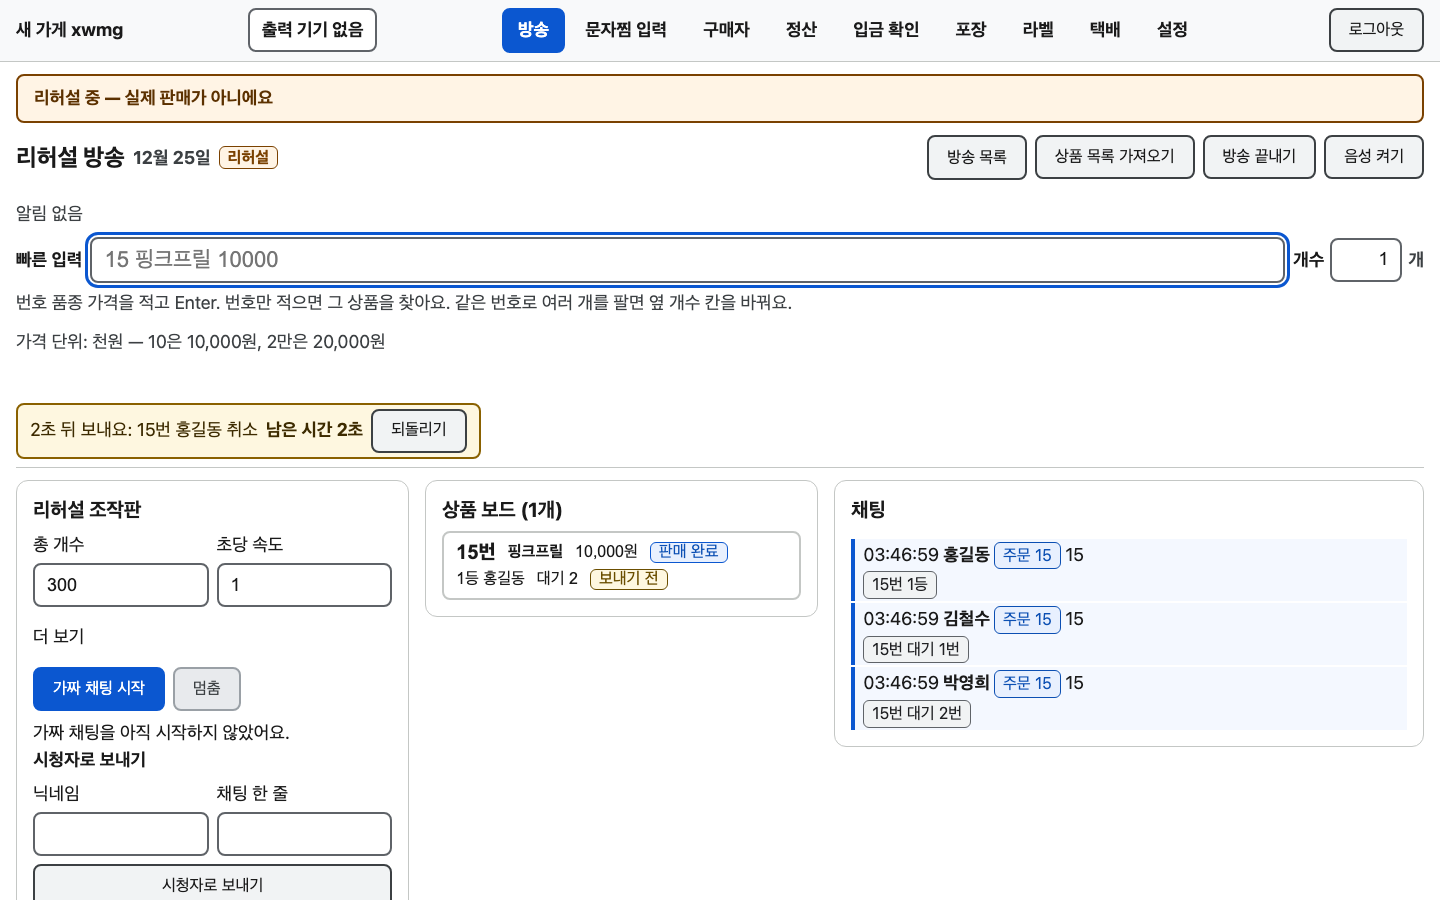 새 가게 xwmg
출력 기기 없음
방송
문자찜 입력
구매자
정산
입금 확인
포장
라벨
택배
설정
로그아웃
리허설 중 — 실제 판매가 아니에요
리허설 방송 12월 25일 리허설
방송 목록
상품 목록 가져오기
방송 끝내기
음성 켜기
알림 없음
빠른 입력 15 핑크프릴 10000 개수 1 개
번호 품종 가격을 적고 Enter. 번호만 적으면 그 상품을 찾아요. 같은 번호로 여러 개를 팔면 옆 개수 칸을 바꿔요.
가격 단위: 천원 — 10은 10,000원, 2만은 20,000원
2초 뒤 보내요: 15번 홍길동 취소 남은 시간 2초 되돌리기
리허설 조작판
총 개수 초당 속도
300 1
더 보기
가짜 채팅 시작 멈춤
가짜 채팅을 아직 시작하지 않았어요.
시청자로 보내기
닉네임 채팅 한 줄
시청자로 보내기
상품 보드 (1개)
15번 핑크프릴 10,000원 판매 완료
1등 홍길동 대기 2 보내기 전
채팅
03:46:59 홍길동 주문 15 15
15번 1등
03:46:59 김철수 주문 15 15
15번 대기 1번
03:46:59 박영희 주문 15 15
15번 대기 2번